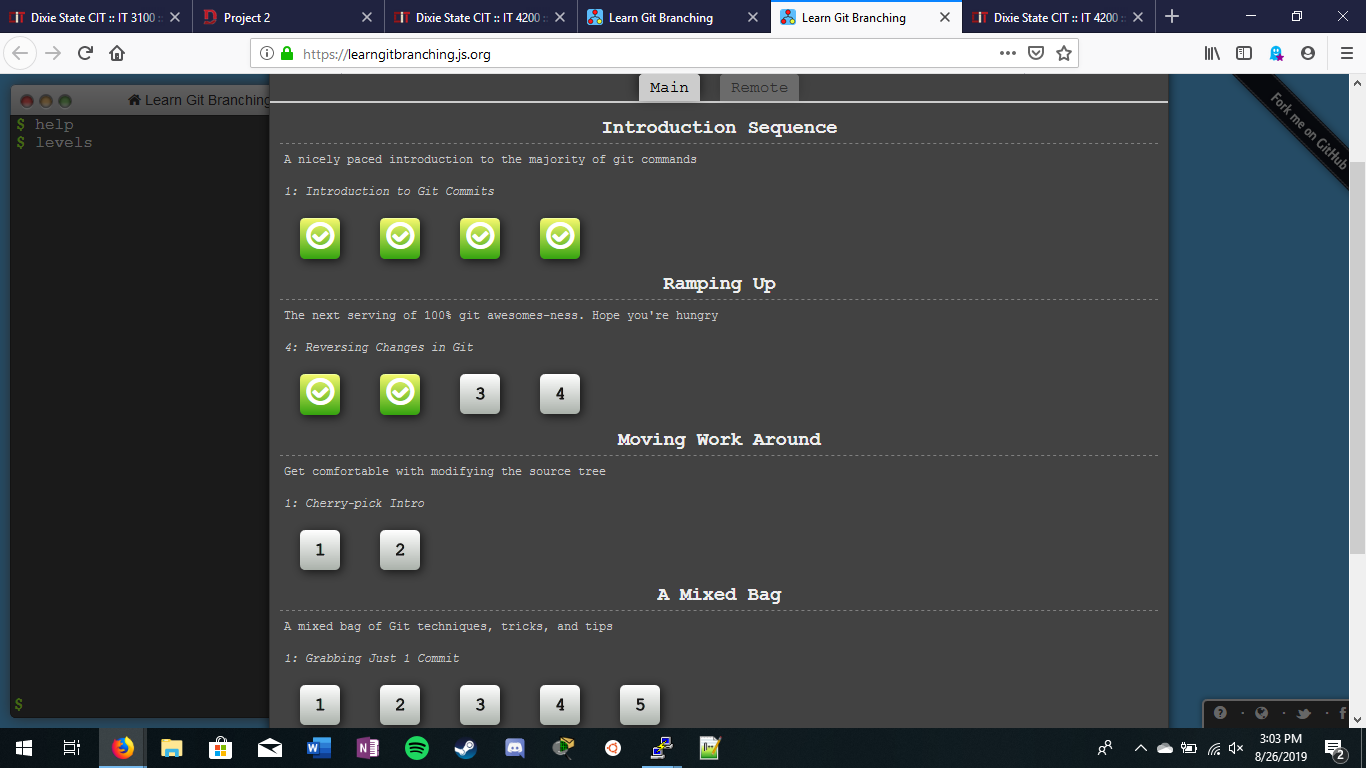 Dixie State CIT :: IT 3100 ::
Project 2
Dixie State CIT :: IT 4200 ::
Learn Git Branching
Learn Git Branching
Dixie State CIT :: IT 4200 ::
https://learngitbranching.js.org
Learn Git Branching
$ help
$ levels
$
Main
Remote
Fork me on GitHub
Introduction Sequence
A nicely paced introduction to the majority of git commands
1: Introduction to Git Commits
Ramping Up
The next serving of 100% git awesomes-ness. Hope you're hungry
4: Reversing Changes in Git
3 4
Moving Work Around
Get comfortable with modifying the source tree
1: Cherry-pick Intro
1 2
A Mixed Bag
A mixed bag of Git techniques, tricks, and tips
1: Grabbing Just 1 Commit
1 2 3 4 5
3:03 PM
8/26/2019
2